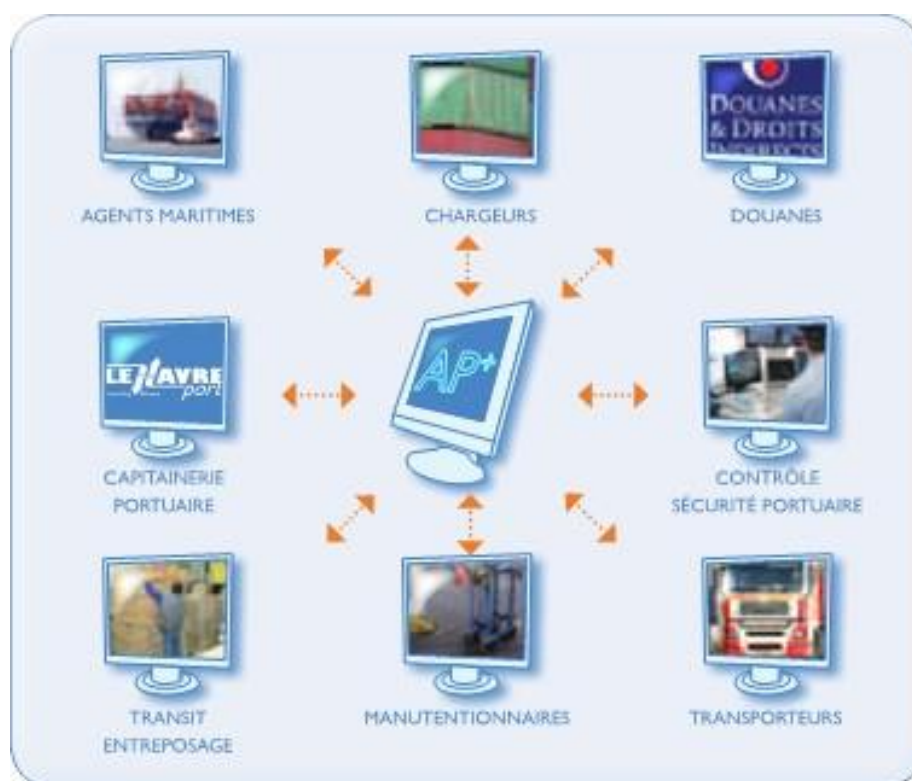 DOUANES
& DROITS
INDIRECTS
AGENTS MARITIMES
CHARGEURS
DOUANES
LE HAVRE
port
AP+
CAPITAINERIE
PORTUAIRE
CONTRÔLE
SÉCURITÉ PORTUAIRE
TRANSIT
ENTREPOSAGE
MANUTENTIONNAIRES
TRANSPORTEURS